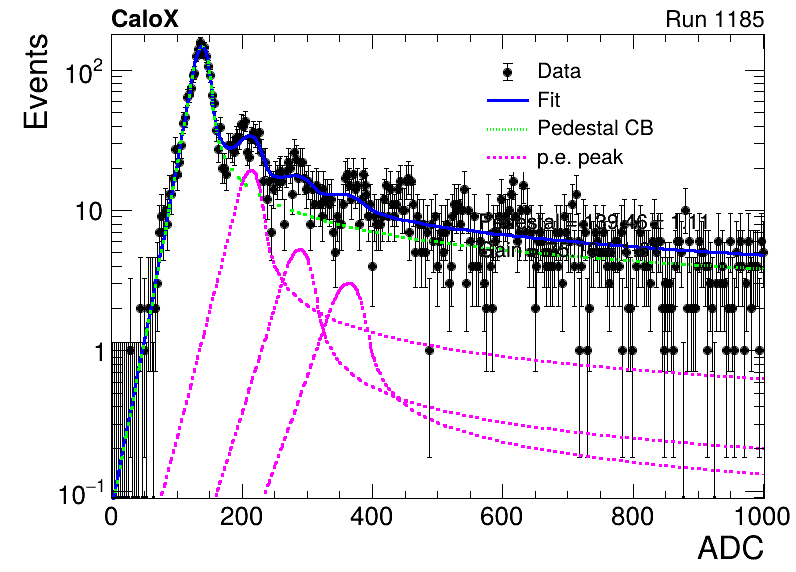 CaloX Run 1185
Events
Data
Fit
Pedestal CB
p.e. peak
10²
10
1
10⁻¹
0 200 400 600 800 1000
ADC